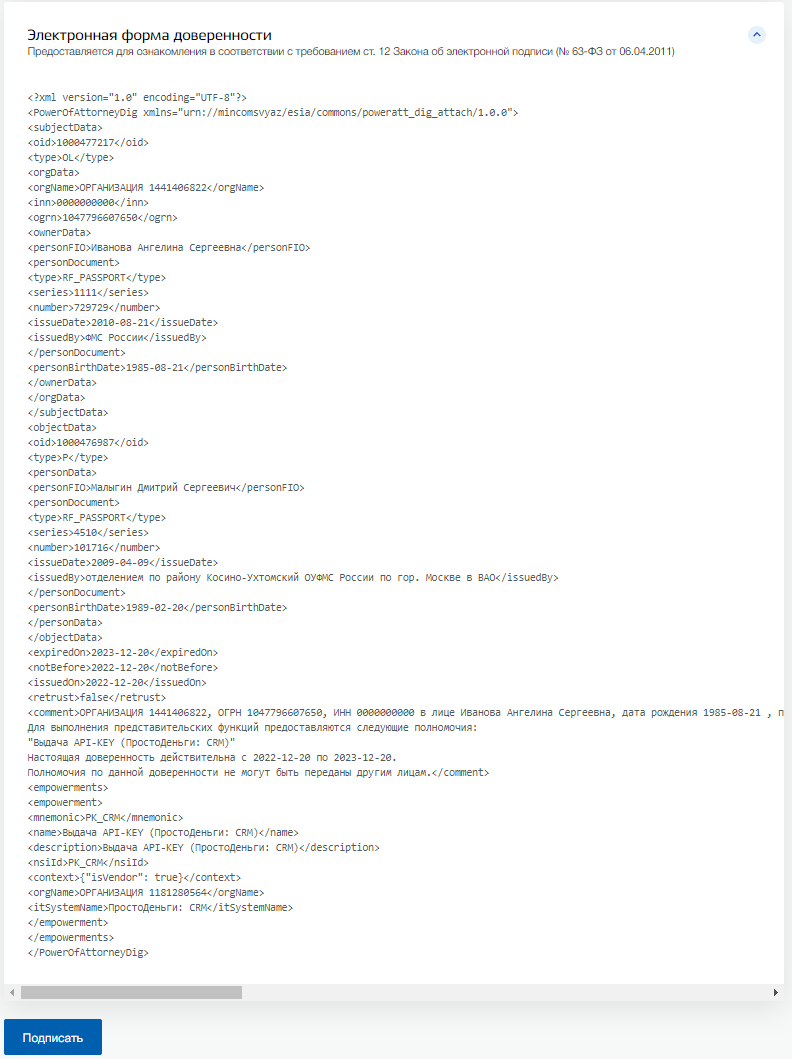 Электронная форма доверенности
Предоставляется для ознакомления в соответствии с требованием ст. 12 Закона об электронной подписи (№ 63-ФЗ от 06.04.2011)
<?xml version="1.0" encoding="UTF-8"?>
<PowerOfAttorneyDig xmlns="urn://mincomsvyaz/esia/commons/poweratt_dig_attach/1.0.0">
<subjectData>
<oid>1000477217</oid>
<type>OL</type>
<orgData>
<orgName>ОРГАНИЗАЦИЯ 1441406822</orgName>
<inn>0000000000</inn>
<ogrn>1047796607650</ogrn>
<ownerData>
<personFIO>Иванова Ангелина Сергеевна</personFIO>
<personDocument>
<type>RF_PASSPORT</type>
<series>1111</series>
<number>729729</number>
<issueDate>2010-08-21</issueDate>
<issuedBy>ФМС России</issuedBy>
</personDocument>
<personBirthDate>1985-08-21</personBirthDate>
</ownerData>
</orgData>
</subjectData>
<objectData>
<oid>1000476987</oid>
<type>P</type>
<personData>
<personFIO>Малыгин Дмитрий Сергеевич</personFIO>
<personDocument>
<type>RF_PASSPORT</type>
<series>4510</series>
<number>101716</number>
<issueDate>2009-04-09</issueDate>
<issuedBy>отделением по району Косино-Ухтомский ОУФМС России по гор. Москве в ВАО</issuedBy>
</personDocument>
<personBirthDate>1989-02-20</personBirthDate>
</personData>
</objectData>
<expiredOn>2023-12-20</expiredOn>
<notBefore>2022-12-20</notBefore>
<issuedOn>2022-12-20</issuedOn>
<retrust>false</retrust>
<comment>ОРГАНИЗАЦИЯ 1441406822, ОГРН 1047796607650, ИНН 0000000000 в лице Иванова Ангелина Сергеевна, дата рождения 1985-08-21 , п
Для выполнения представительских функций предоставляются следующие полномочия:
"Выдача API-KEY (ПростоДеньги: CRM)"
Настоящая доверенность действительна с 2022-12-20 по 2023-12-20.
Полномочия по данной доверенности не могут быть переданы другим лицам.</comment>
<empowerments>
<empowerment>
<mnemonic>PK_CRM</mnemonic>
<name>Выдача API-KEY (ПростоДеньги: CRM)</name>
<description>Выдача API-KEY (ПростоДеньги: CRM)</description>
<nsiId>PK_CRM</nsiId>
<context>{"isVendor": true}</context>
<orgName>ОРГАНИЗАЦИЯ 1181280564</orgName>
<itSystemName>ПростоДеньги: CRM</itSystemName>
</empowerment>
</empowerments>
</PowerOfAttorneyDig>
Подписать